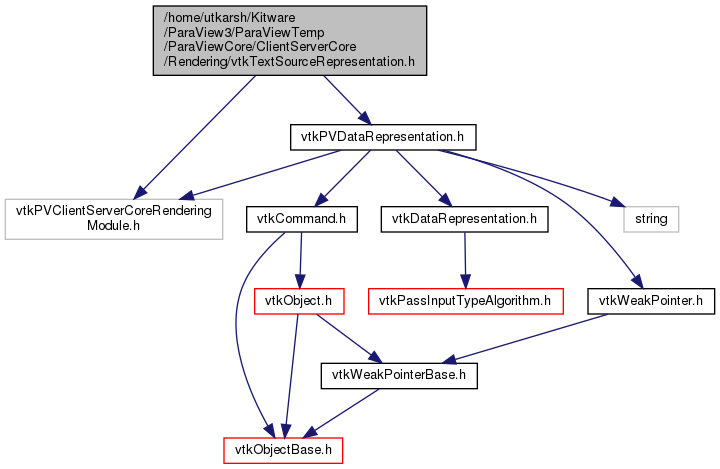 /home/utkarsh/Kitware
/ParaView3/ParaViewTemp
/ParaViewCore/ClientServerCore
/Rendering/vtkTextSourceRepresentation.h
vtkPVDataRepresentation.h
vtkPVClientServerCoreRendering
Module.h
vtkCommand.h
vtkDataRepresentation.h
string
vtkObject.h
vtkPassInputTypeAlgorithm.h
vtkWeakPointer.h
vtkWeakPointerBase.h
vtkObjectBase.h